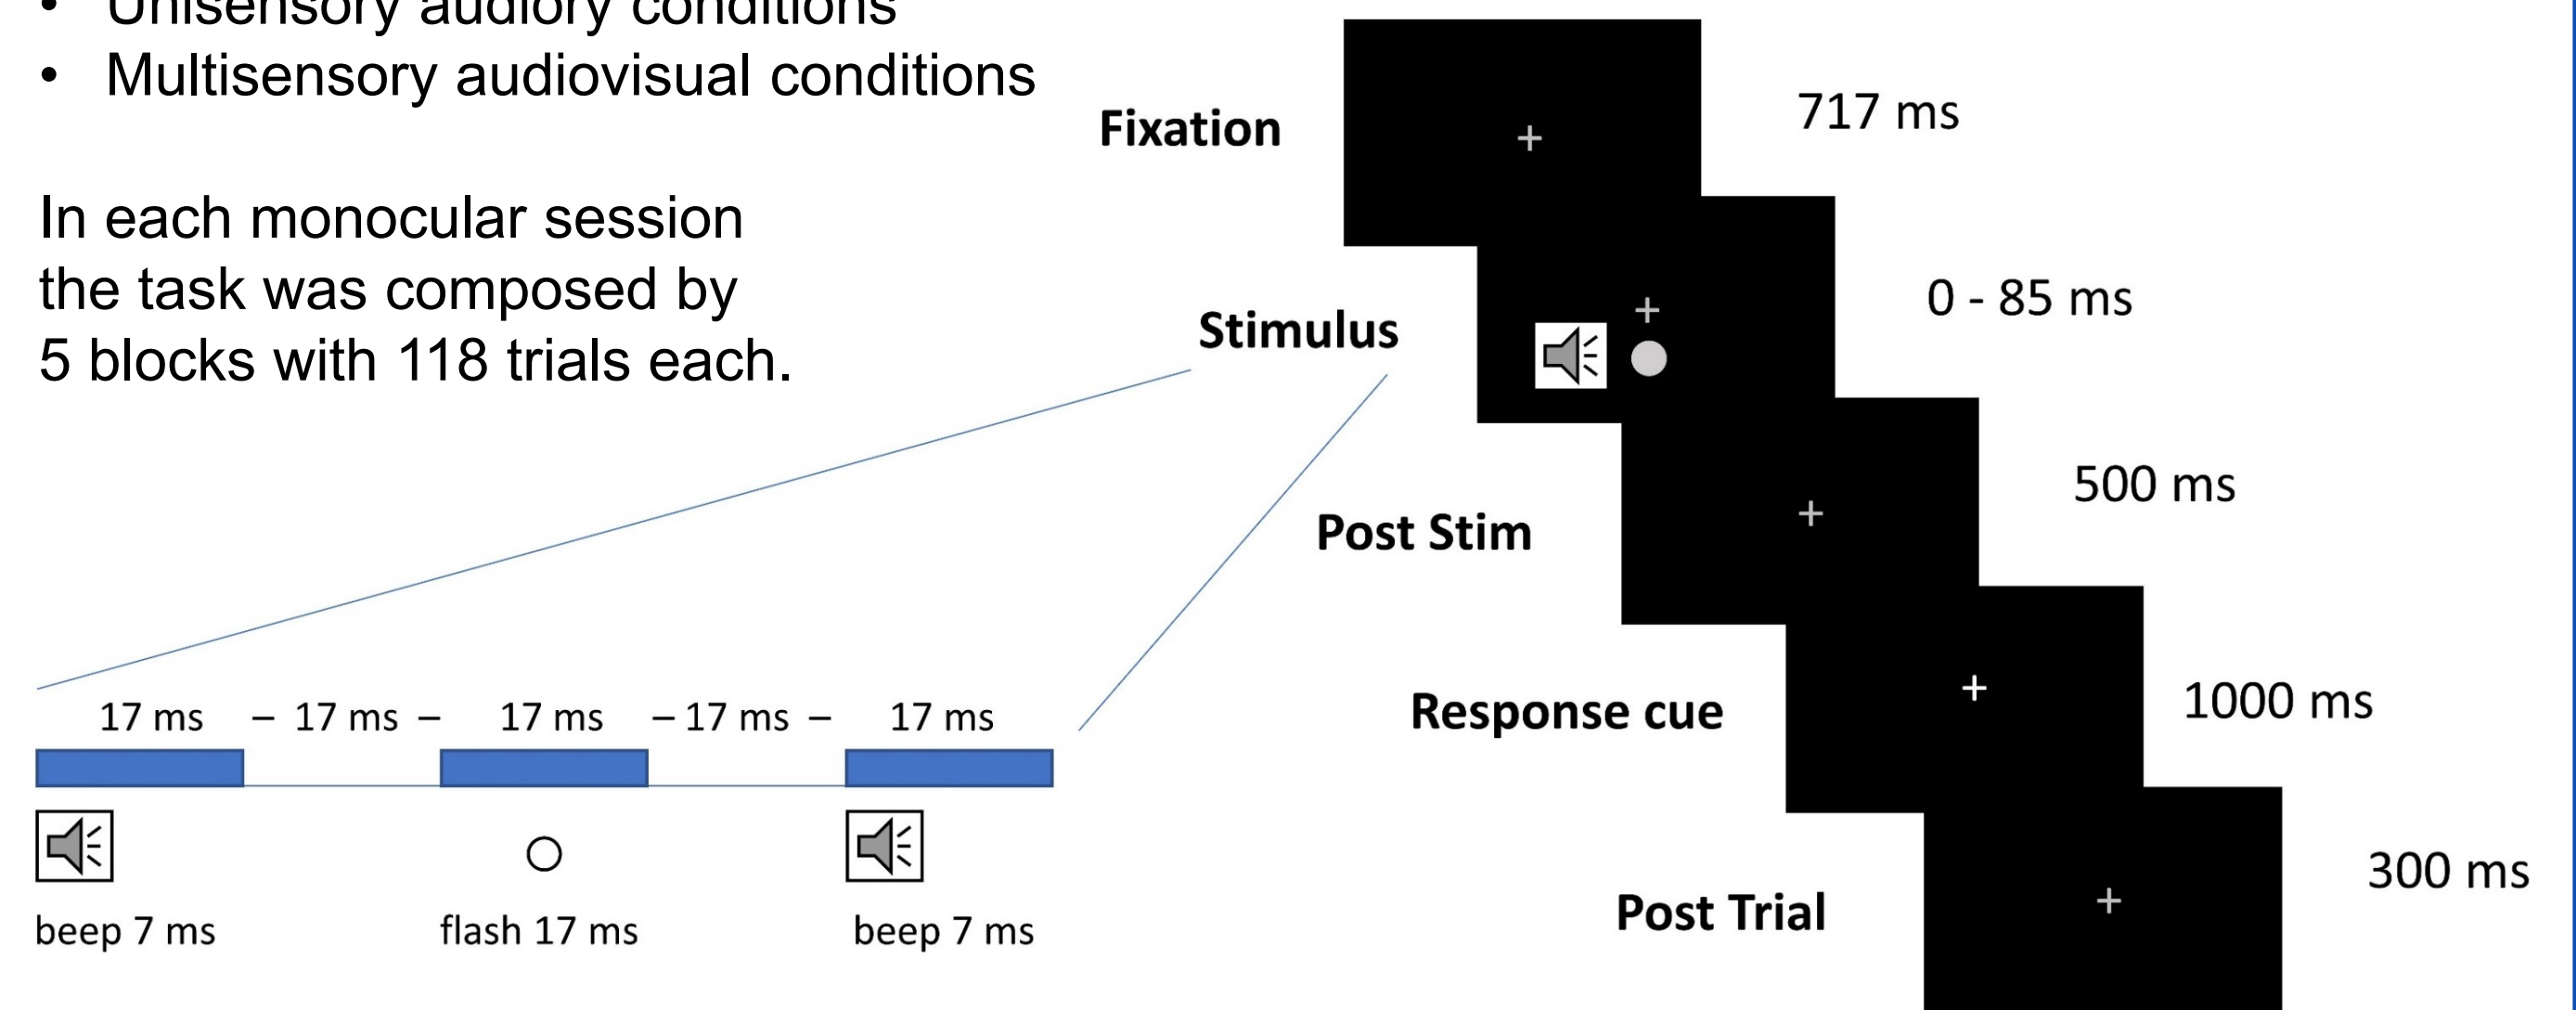 • Unisensory audiory conditions
• Multisensory audiovisual conditions
In each monocular session
the task was composed by
5 blocks with 118 trials each.
Fixation
717 ms
Stimulus
0 - 85 ms
Post Stim
500 ms
Response cue
1000 ms
Post Trial
300 ms
17 ms – 17 ms – 17 ms – 17 ms – 17 ms
beep 7 ms flash 17 ms beep 7 ms